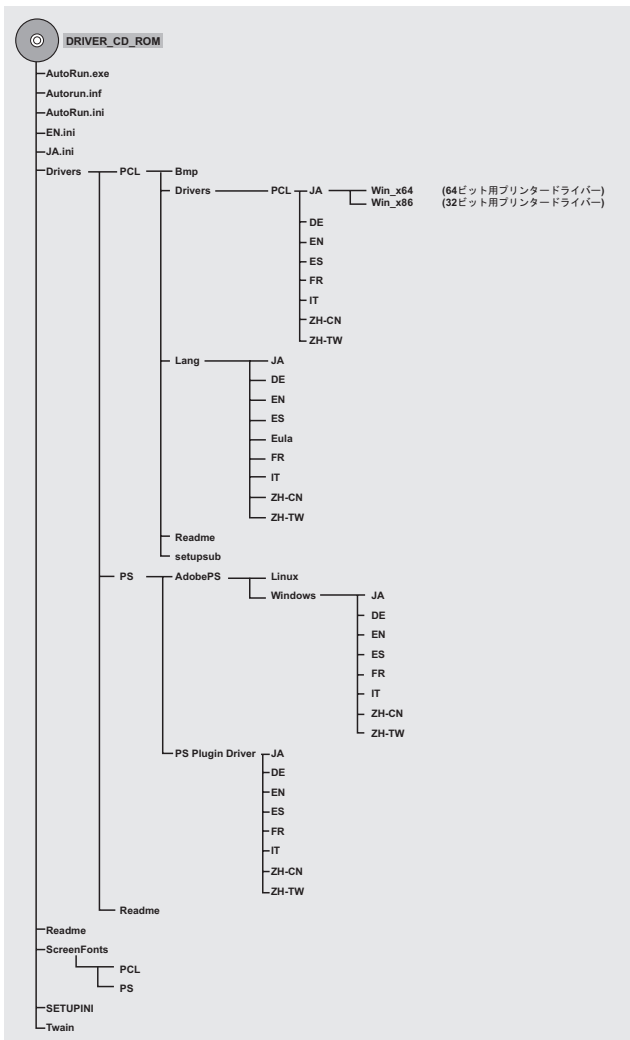 DRIVER_CD_ROM
AutoRun.exe
Autorun.inf
AutoRun.ini
EN.ini
JA.ini
Drivers PCL Bmp
Drivers PCL JA Win_x64 (64ビット用プリンタードライバー)
Win_x86 (32ビット用プリンタードライバー)
DE
EN
ES
FR
IT
ZH-CN
ZH-TW
Lang JA
DE
EN
ES
Eula
FR
IT
ZH-CN
ZH-TW
Readme
setupsub
PS AdobePS Linux
Windows JA
DE
EN
ES
FR
IT
ZH-CN
ZH-TW
PS Plugin Driver JA
DE
EN
ES
FR
IT
ZH-CN
ZH-TW
Readme
Readme
ScreenFonts
PCL
PS
SETUPINI
Twain